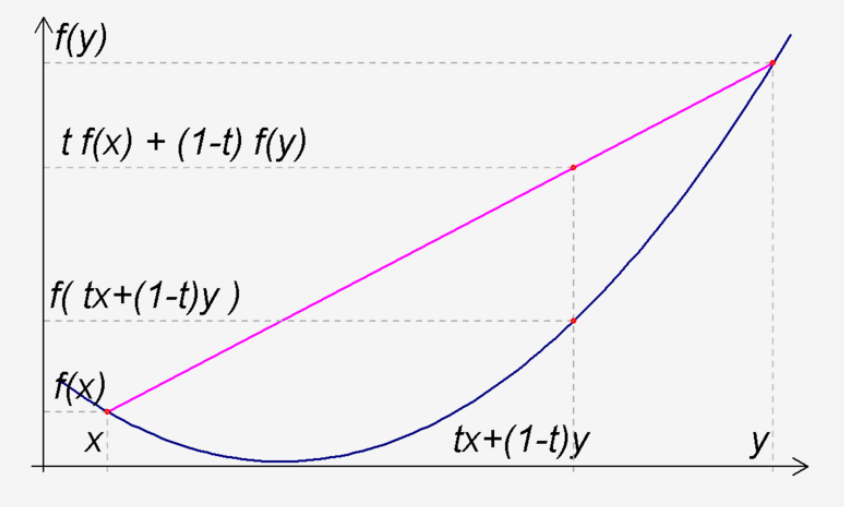 f(y)
t f(x) + (1-t) f(y)
f( tx+(1-t)y )
f(x)
x
tx+(1-t)y
y